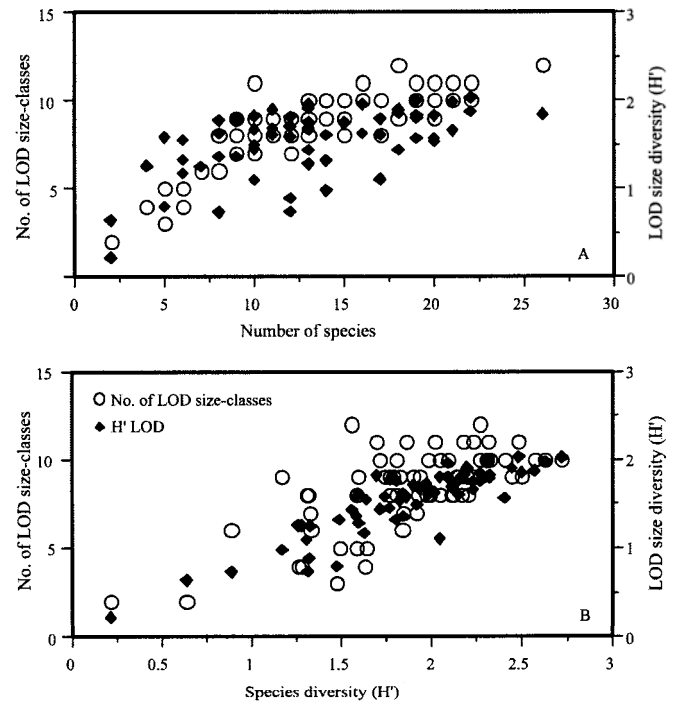 15
10
5
0
No. of LOD size-classes
3
2
1
0
LOD size diversity (H')
A
0 5 10 15 20 25 30
Number of species
15
10
5
0
No. of LOD size-classes
No. of LOD size-classes
H' LOD
3
2
1
0
LOD size diversity (H')
B
0 0.5 1 1.5 2 2.5 3
Species diversity (H')